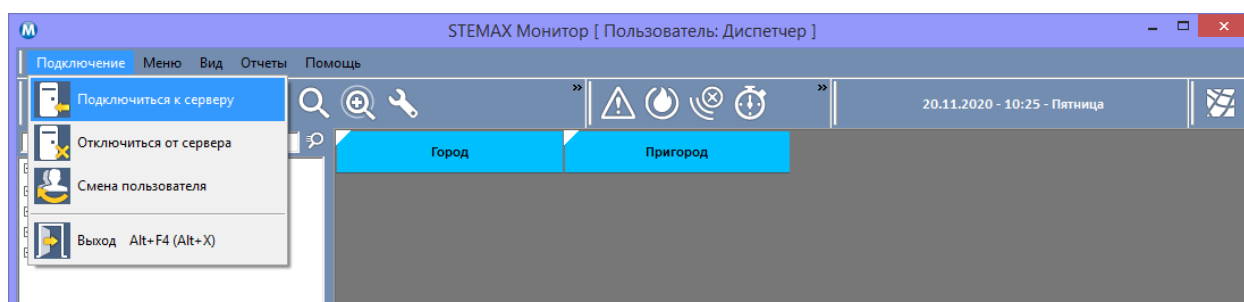 STEMAX Монитор [ Пользователь: Диспетчер ]
Подключение Меню Вид Отчеты Помощь
Подключиться к серверу
20.11.2020 - 10:25 - Пятница
Отключиться от сервера
Город Пригород
Смена пользователя
Выход Alt+F4 (Alt+X)